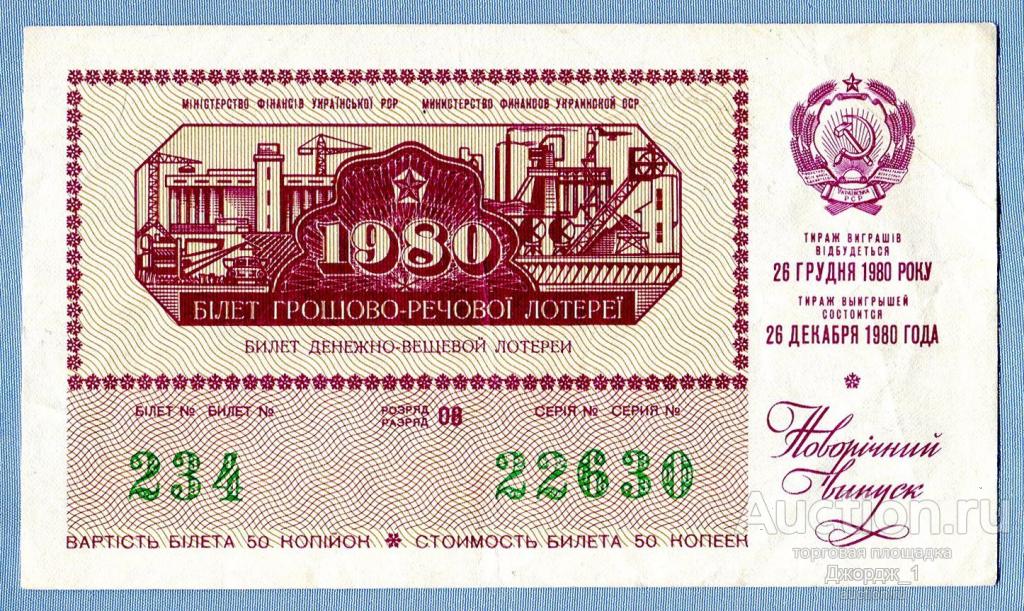 МІНІСТЕРСТВО ФІНАНСІВ УКРАЇНСЬКОЇ РСР МИНИСТЕРСТВО ФИНАНСОВ УКРАИНСКОЙ ССР
1980
БІЛЕТ ГРОШОВО-РЕЧОВОЇ ЛОТЕРЕЇ
БИЛЕТ ДЕНЕЖНО-ВЕЩЕВОЙ ЛОТЕРЕИ
БІЛЕТ № БИЛЕТ № РОЗРЯД РАЗРЯД 08 СЕРІЯ № СЕРИЯ №
234 22630
ВАРТІСТЬ БІЛЕТА 50 КОПІЙОК * СТОИМОСТЬ БИЛЕТА 50 КОПЕЕК
УКРАЇНСЬКА
РСР
ТИРАЖ ВИГРАШІВ
ВІДБУДЕТЬСЯ
26 ГРУДНЯ 1980 РОКУ
ТИРАЖ ВЫИГРЫШЕЙ
СОСТОИТСЯ
26 ДЕКАБРЯ 1980 ГОДА
Новорічний
випуск
Auction.ru
торговая площадка
Джордж_1